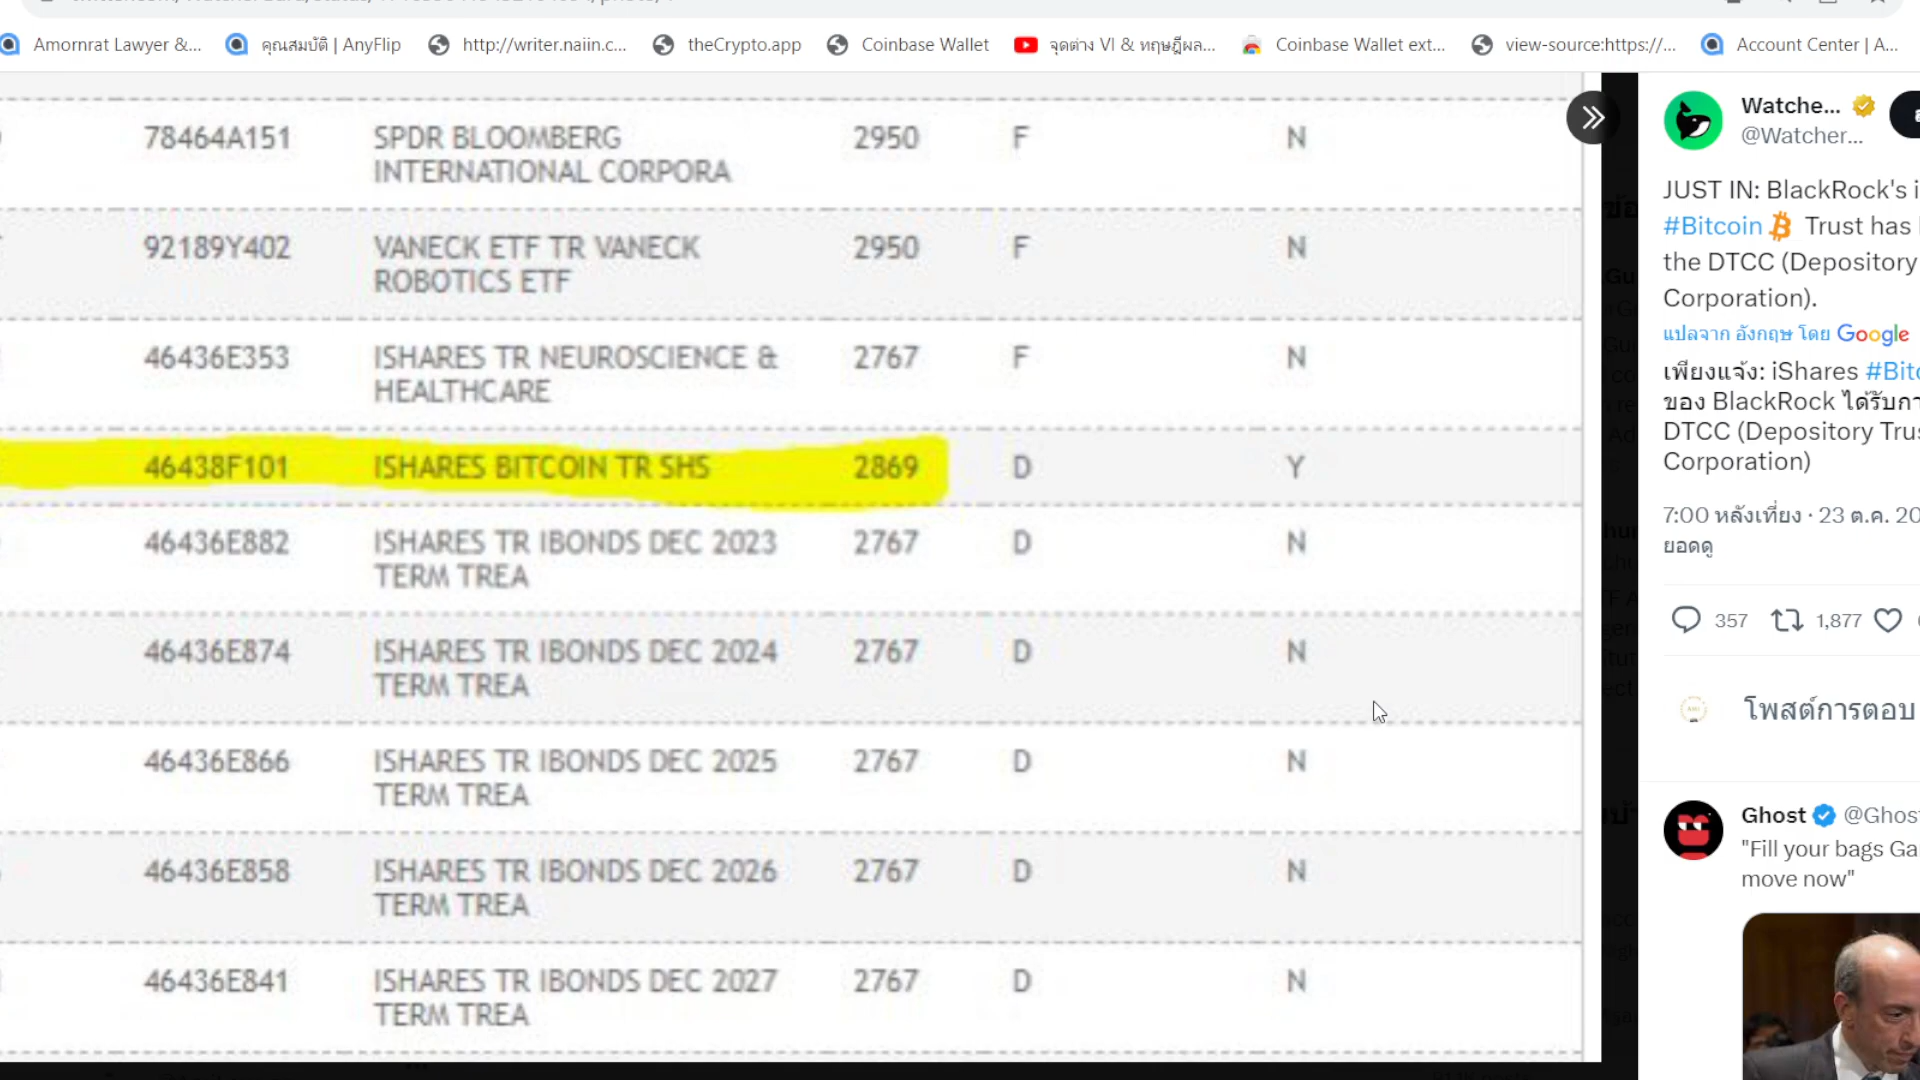 Amornrat Lawyer &...
คุณสมบัติ | AnyFlip
http://writer.naiin.c...
theCrypto.app
Coinbase Wallet
จุดต่าง VI & ทฤษฎีผล...
Coinbase Wallet ext...
view-source:https://...
Account Center | A...
78464A151 SPDR BLOOMBERG 2950 F N
INTERNATIONAL CORPORA
92189Y402 VANECK ETF TR VANECK 2950 F N
ROBOTICS ETF
46436E353 ISHARES TR NEUROSCIENCE & 2767 F N
HEALTHCARE
46438F101 ISHARES BITCOIN TR SHS 2869 D Y
46436E882 ISHARES TR IBONDS DEC 2023 2767 D N
TERM TREA
46436E874 ISHARES TR IBONDS DEC 2024 2767 D N
TERM TREA
46436E866 ISHARES TR IBONDS DEC 2025 2767 D N
TERM TREA
46436E858 ISHARES TR IBONDS DEC 2026 2767 D N
TERM TREA
46436E841 ISHARES TR IBONDS DEC 2027 2767 D N
TERM TREA
Watche...
@Watcher...
JUST IN: BlackRock's i
#Bitcoin Trust has
the DTCC (Depository
Corporation).
แปลจาก อังกฤษ โดย Google
เพียงแจ้ง: iShares #Bitc
ของ BlackRock ได้รับกา
DTCC (Depository Trus
Corporation)
7:00 หลังเที่ยง · 23 ต.ค. 20
ยอดดู
357 1,877
โพสต์การตอบ
Ghost @Ghos
"Fill your bags Ga
move now"